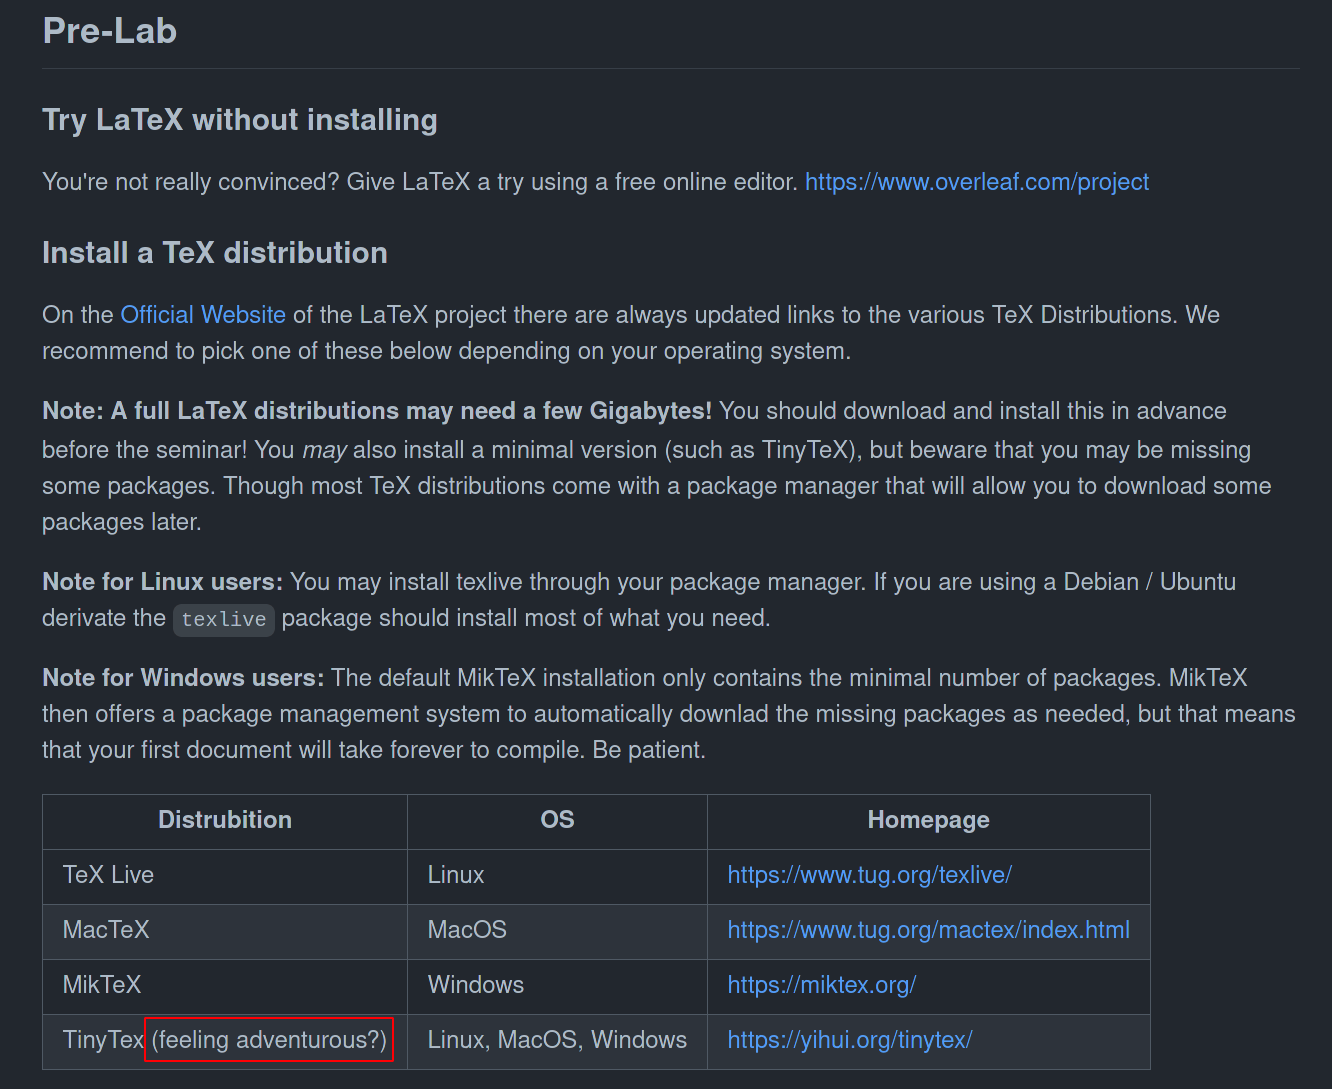 Pre-Lab
Try LaTeX without installing
You're not really convinced? Give LaTeX a try using a free online editor. https://www.overleaf.com/project
Install a TeX distribution
On the Official Website of the LaTeX project there are always updated links to the various TeX Distributions. We
recommend to pick one of these below depending on your operating system.
Note: A full LaTeX distributions may need a few Gigabytes! You should download and install this in advance
before the seminar! You may also install a minimal version (such as TinyTeX), but beware that you may be missing
some packages. Though most TeX distributions come with a package manager that will allow you to download some
packages later.
Note for Linux users: You may install texlive through your package manager. If you are using a Debian / Ubuntu
derivate the texlive package should install most of what you need.
Note for Windows users: The default MikTeX installation only contains the minimal number of packages. MikTeX
then offers a package management system to automatically downlad the missing packages as needed, but that means
that your first document will take forever to compile. Be patient.
Distrubition OS Homepage
TeX Live Linux https://www.tug.org/texlive/
MacTeX MacOS https://www.tug.org/mactex/index.html
MikTeX Windows https://miktex.org/
TinyTex (feeling adventurous?) Linux, MacOS, Windows https://yihui.org/tinytex/